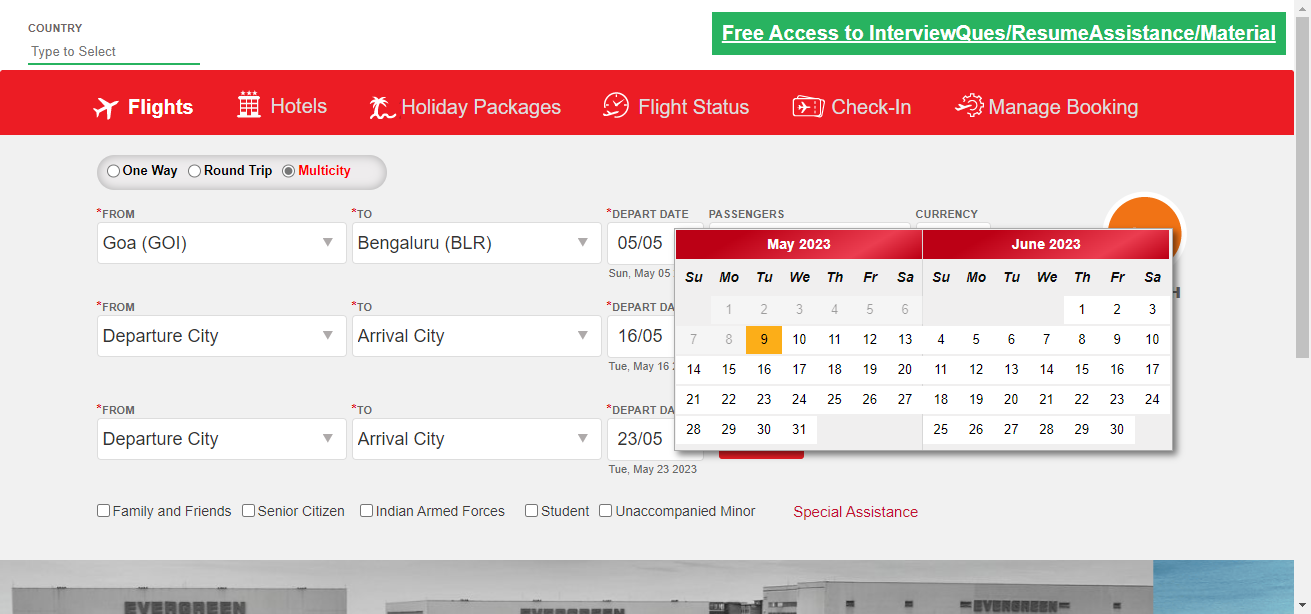 COUNTRY
Type to Select
Free Access to InterviewQues/ResumeAssistance/Material
Flights Hotels Holiday Packages Flight Status Check-In Manage Booking
One Way Round Trip Multicity
*FROM *TO *DEPART DATE PASSENGERS CURRENCY
Goa (GOI) Bengaluru (BLR) 05/05
Sun, May 05
May 2023 June 2023
Su Mo Tu We Th Fr Sa Su Mo Tu We Th Fr Sa
1 2 3 4 5 6 1 2 3
7 8 9 10 11 12 13 4 5 6 7 8 9 10
14 15 16 17 18 19 20 11 12 13 14 15 16 17
21 22 23 24 25 26 27 18 19 20 21 22 23 24
28 29 30 31 25 26 27 28 29 30
H
*FROM *TO *DEPART DA
Departure City Arrival City 16/05
Tue, May 16
*FROM *TO *DEPART DA
Departure City Arrival City 23/05
Tue, May 23 2023
Family and Friends Senior Citizen Indian Armed Forces Student Unaccompanied Minor Special Assistance
EVERGREEN EVERGREEN EVERGREEN